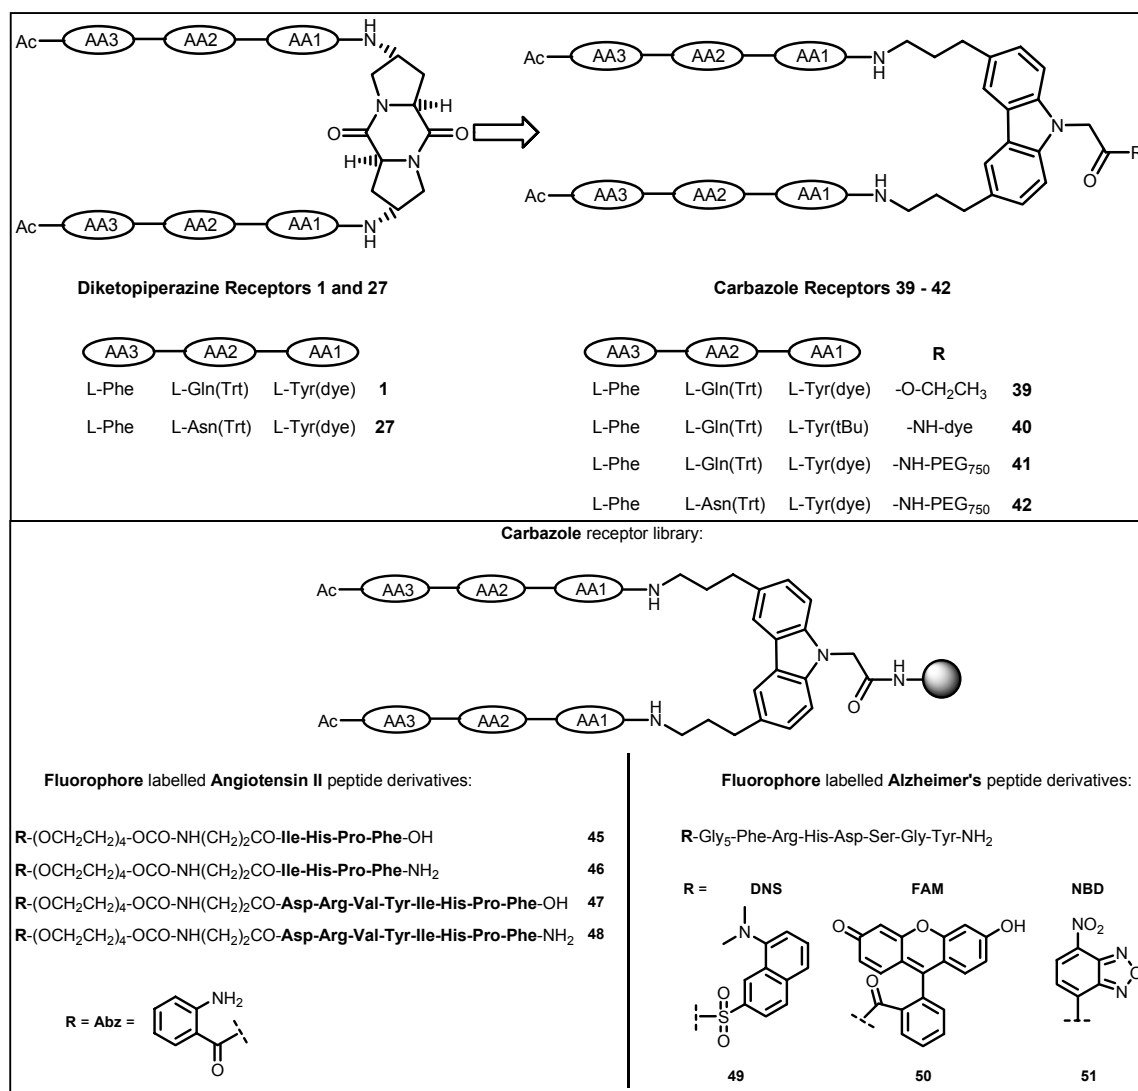 Ac AA3 AA2 AA1 N H
N H
O O
H N
Ac AA3 AA2 AA1 N H
Diketopiperazine Receptors 1 and 27
AA3 AA2 AA1
L-Phe L-Gln(Trt) L-Tyr(dye) 1
L-Phe L-Asn(Trt) L-Tyr(dye) 27
Ac AA3 AA2 AA1 N H
N R
O
Ac AA3 AA2 AA1 N H
Carbazole Receptors 39 - 42
AA3 AA2 AA1 R
L-Phe L-Gln(Trt) L-Tyr(dye) -O-CH2CH3 39
L-Phe L-Gln(Trt) L-Tyr(tBu) -NH-dye 40
L-Phe L-Gln(Trt) L-Tyr(dye) -NH-PEG750 41
L-Phe L-Asn(Trt) L-Tyr(dye) -NH-PEG750 42
Carbazole receptor library:
Ac AA3 AA2 AA1 N H
N H N
O
Ac AA3 AA2 AA1 N H
Fluorophore labelled Angiotensin II peptide derivatives:
R-(OCH2CH2)4-OCO-NH(CH2)2CO-Ile-His-Pro-Phe-OH 45
R-(OCH2CH2)4-OCO-NH(CH2)2CO-Ile-His-Pro-Phe-NH2 46
R-(OCH2CH2)4-OCO-NH(CH2)2CO-Asp-Arg-Val-Tyr-Ile-His-Pro-Phe-OH 47
R-(OCH2CH2)4-OCO-NH(CH2)2CO-Asp-Arg-Val-Tyr-Ile-His-Pro-Phe-NH2 48
R = Abz =
NH2
O
Fluorophore labelled Alzheimer's peptide derivatives:
R-Gly5-Phe-Arg-His-Asp-Ser-Gly-Tyr-NH2
R = DNS FAM NBD
N
O S O
O O OH
O
NO2
N O N
49 50 51